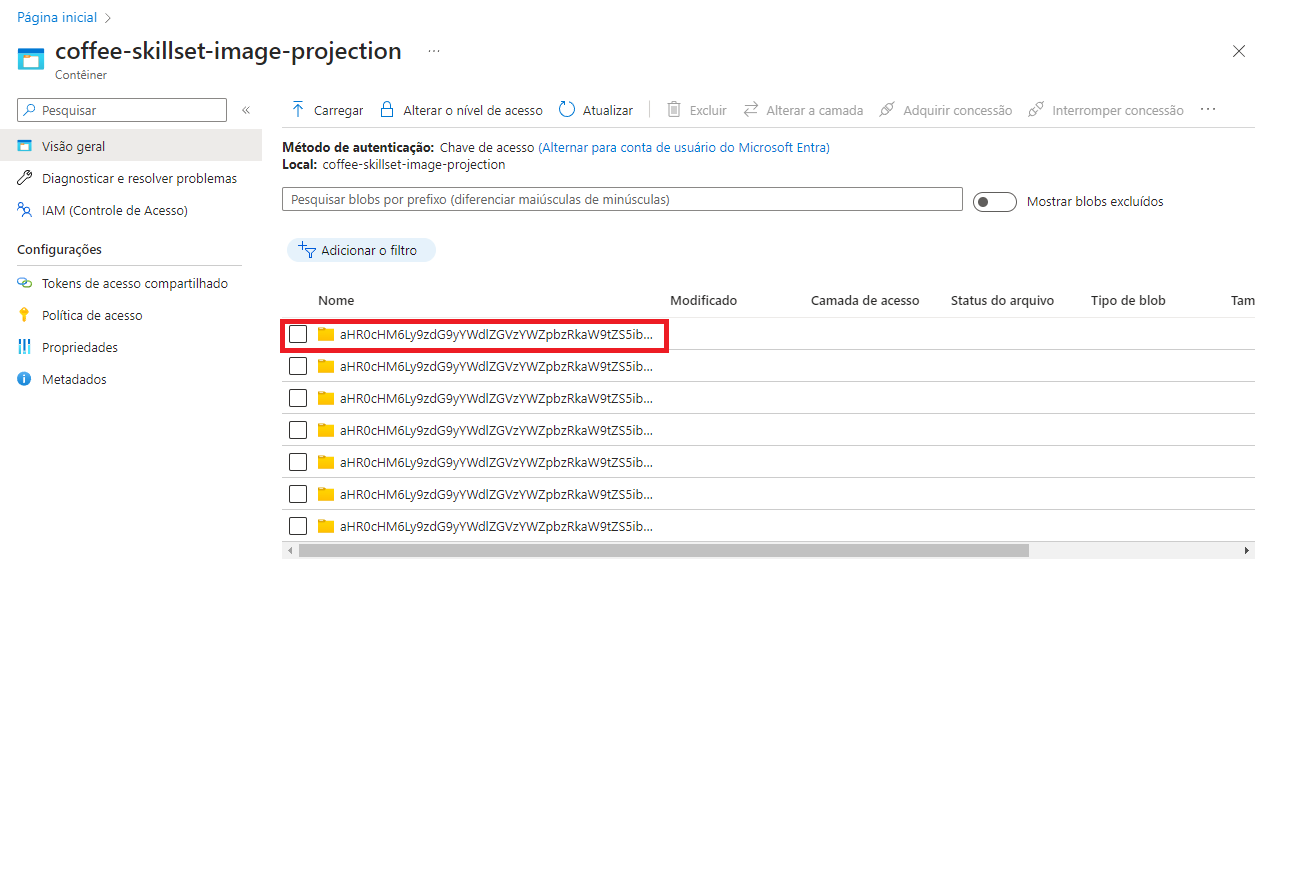 Página inicial
coffee-skillset-image-projection ...
Contêiner
Pesquisar
Carregar Alterar o nível de acesso Atualizar Excluir Alterar a camada Adquirir concessão Interromper concessão ...
Visão geral
Diagnosticar e resolver problemas
IAM (Controle de Acesso)
Configurações
Tokens de acesso compartilhado
Política de acesso
Propriedades
Metadados
Método de autenticação: Chave de acesso (Alternar para conta de usuário do Microsoft Entra)
Local: coffee-skillset-image-projection
Pesquisar blobs por prefixo (diferenciar maiúsculas de minúsculas)
Mostrar blobs excluídos
Adicionar o filtro
Nome Modificado Camada de acesso Status do arquivo Tipo de blob Tam
aHR0cHM6Ly9zdG9yYWdlZGVzYWZpbzRkaW9tZS5ib...
aHR0cHM6Ly9zdG9yYWdlZGVzYWZpbzRkaW9tZS5ib...
aHR0cHM6Ly9zdG9yYWdlZGVzYWZpbzRkaW9tZS5ib...
aHR0cHM6Ly9zdG9yYWdlZGVzYWZpbzRkaW9tZS5ib...
aHR0cHM6Ly9zdG9yYWdlZGVzYWZpbzRkaW9tZS5ib...
aHR0cHM6Ly9zdG9yYWdlZGVzYWZpbzRkaW9tZS5ib...
aHR0cHM6Ly9zdG9yYWdlZGVzYWZpbzRkaW9tZS5ib...